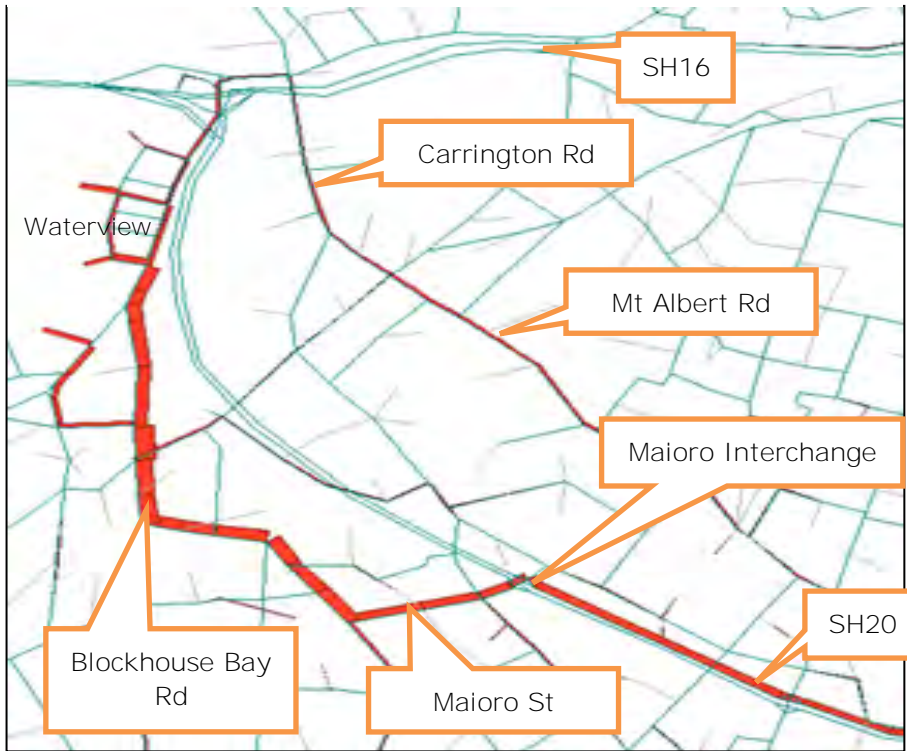 SH16
Carrington Rd
Waterview
Mt Albert Rd
Maioro Interchange
SH20
Blockhouse Bay
Rd
Maioro St